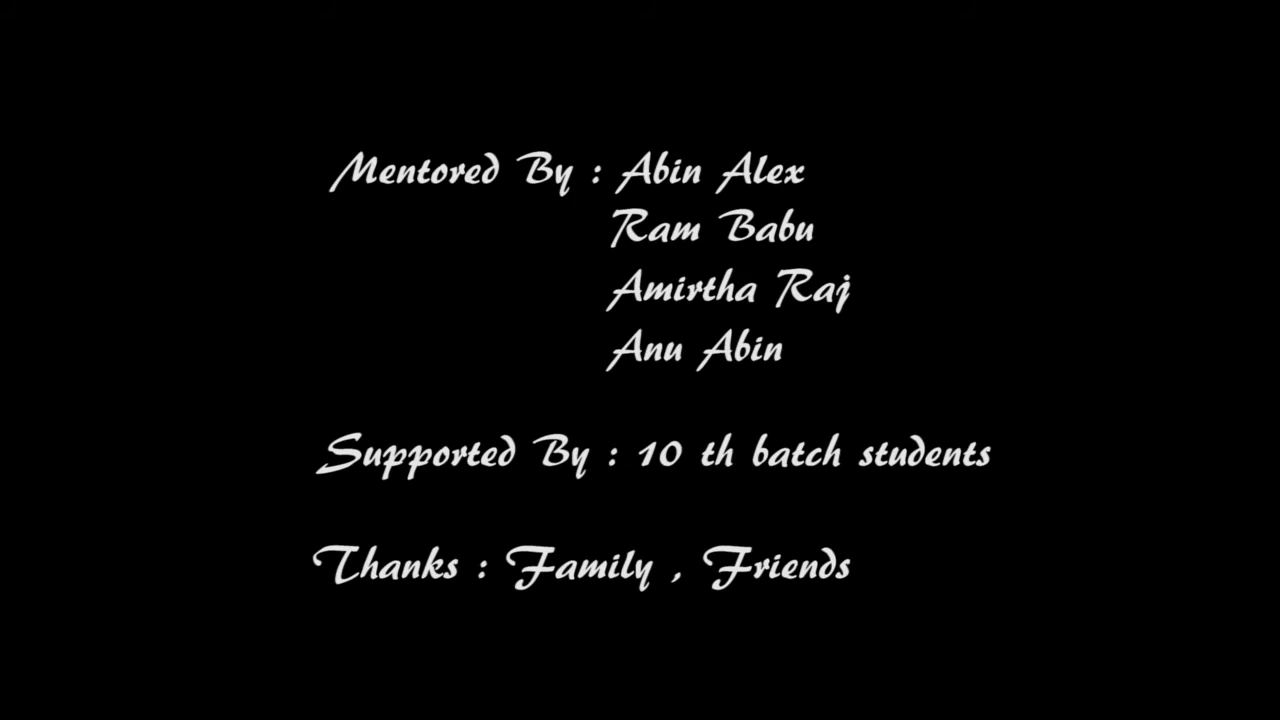 Mentored By : Abin Alex
Ram Babu
Amirtha Raj
Anu Abin
Supported By : 10 th batch students
Thanks : Family , Friends